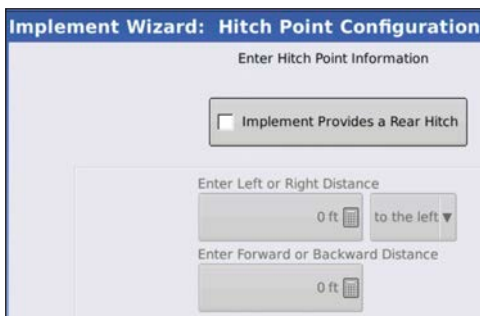 Implement Wizard: Hitch Point Configuration
Enter Hitch Point Information
Implement Provides a Rear Hitch
Enter Left or Right Distance
0 ft to the left
Enter Forward or Backward Distance
0 ft